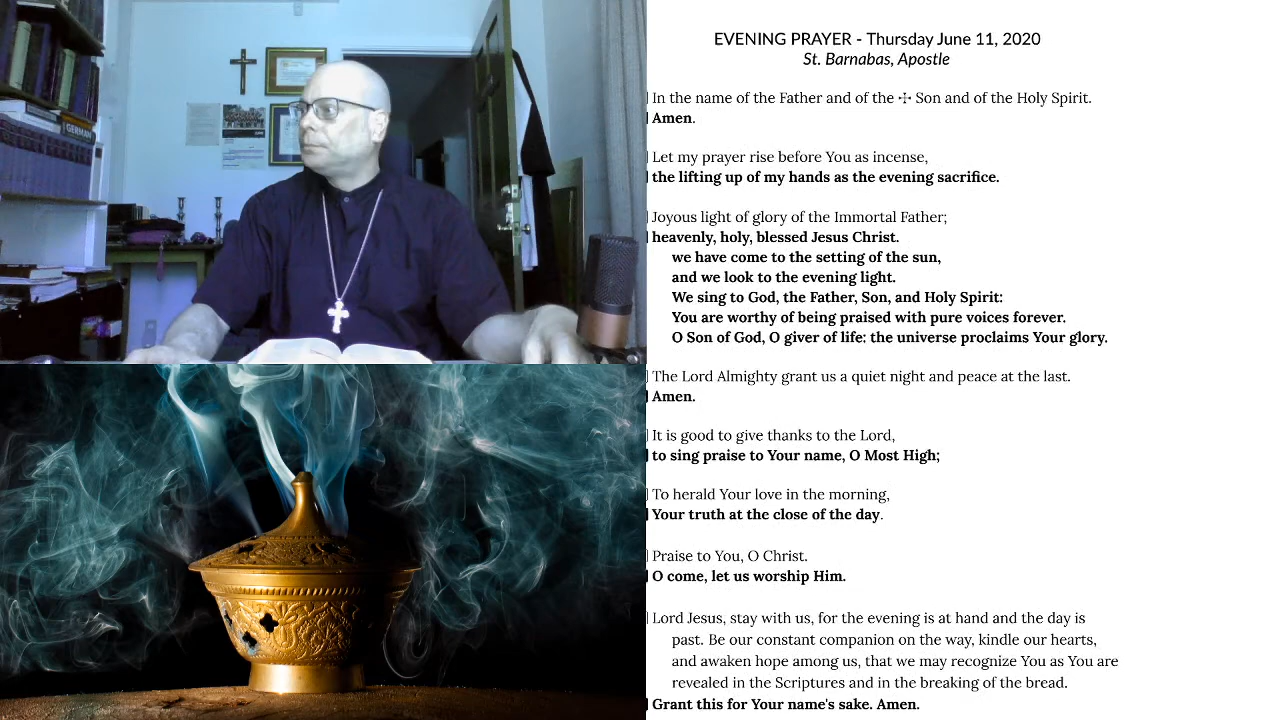 GERMAN
EVENING PRAYER - Thursday June 11, 2020
St. Barnabas, Apostle
In the name of the Father and of the ☩ Son and of the Holy Spirit.
Amen.
Let my prayer rise before You as incense,
the lifting up of my hands as the evening sacrifice.
Joyous light of glory of the Immortal Father;
heavenly, holy, blessed Jesus Christ.
we have come to the setting of the sun,
and we look to the evening light.
We sing to God, the Father, Son, and Holy Spirit:
You are worthy of being praised with pure voices forever.
O Son of God, O giver of life: the universe proclaims Your glory.
The Lord Almighty grant us a quiet night and peace at the last.
Amen.
It is good to give thanks to the Lord,
to sing praise to Your name, O Most High;
To herald Your love in the morning,
Your truth at the close of the day.
Praise to You, O Christ.
O come, let us worship Him.
Lord Jesus, stay with us, for the evening is at hand and the day is
past. Be our constant companion on the way, kindle our hearts,
and awaken hope among us, that we may recognize You as You are
revealed in the Scriptures and in the breaking of the bread.
Grant this for Your name's sake. Amen.